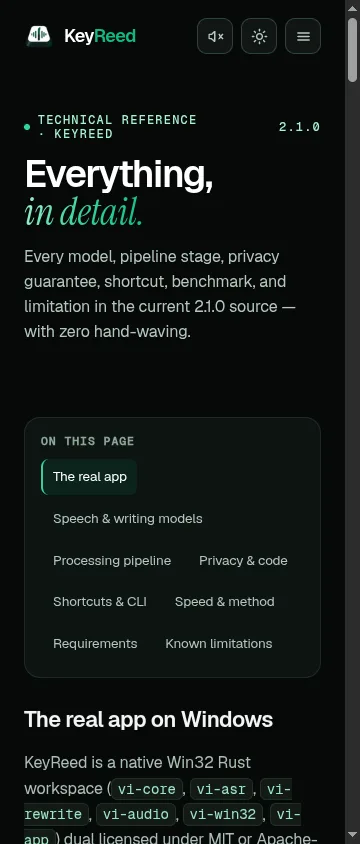 KeyReed
TECHNICAL REFERENCE
· KEYREED
2.1.0
Everything,
in detail.
Every model, pipeline stage, privacy
guarantee, shortcut, benchmark, and
limitation in the current 2.1.0 source —
with zero hand-waving.
ON THIS PAGE
The real app
Speech & writing models
Processing pipeline Privacy & code
Shortcuts & CLI Speed & method
Requirements Known limitations
The real app on Windows
KeyReed is a native Win32 Rust
workspace (vi-core, vi-asr, vi-
rewrite, vi-audio, vi-win32, vi-
app) dual licensed under MIT or Apache-